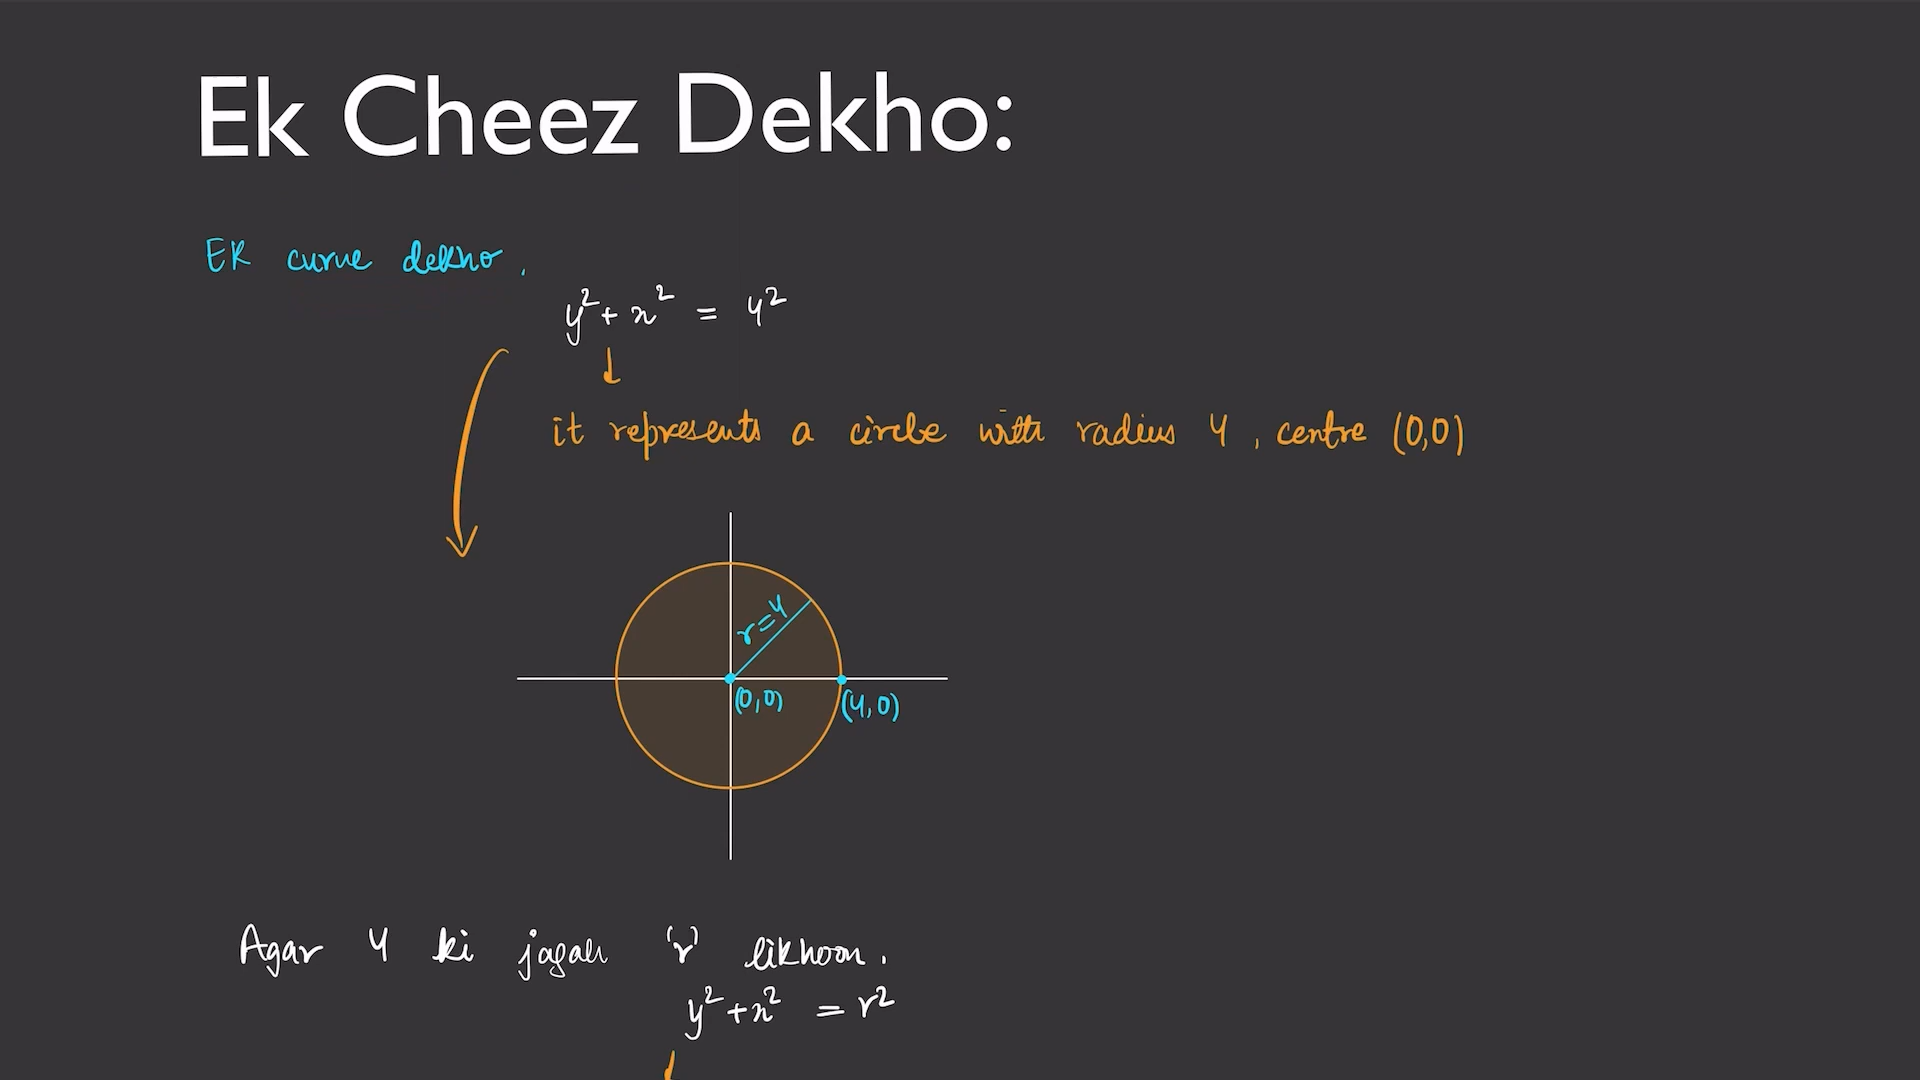 Ek Cheez Dekho:
Ek curve dekho.
y² + x² = 4²
it represents a circle with radius 4, centre (0,0)
r=4
(0,0)
(4,0)
Agar 4 ki jagah 'r' likhoon.
y² + x² = r²